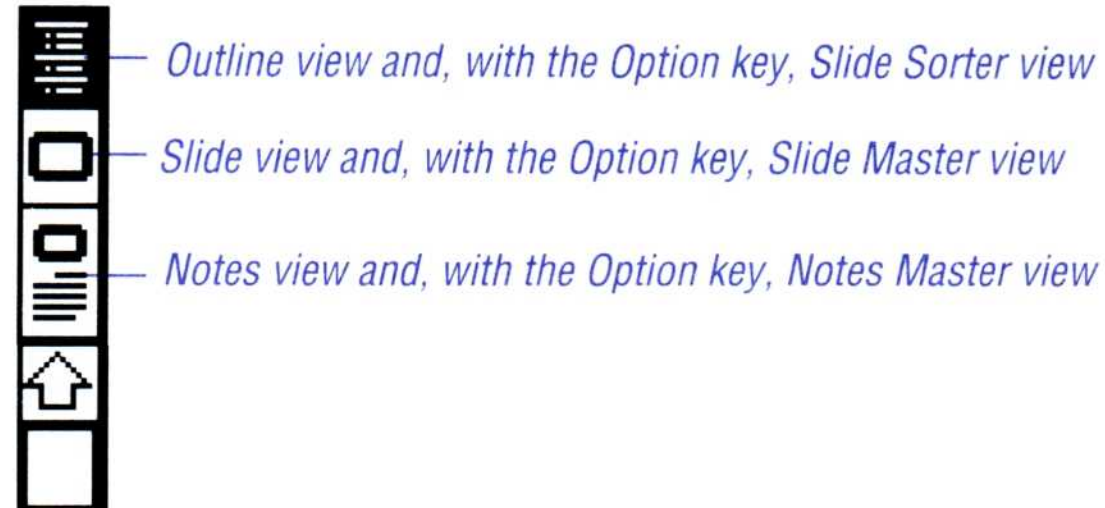 Outline view and, with the Option key, Slide Sorter view
Slide view and, with the Option key, Slide Master view
Notes view and, with the Option key, Notes Master view